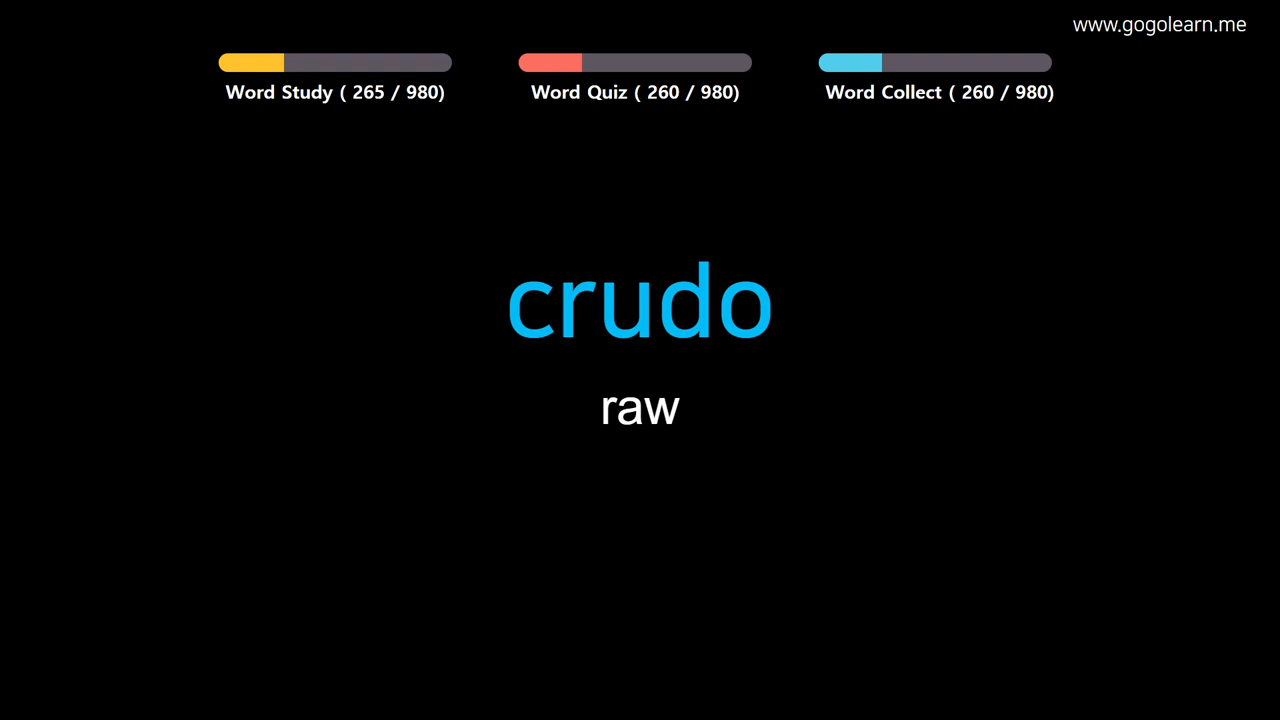 www.gogolearn.me
Word Study ( 265 / 980)
Word Quiz ( 260 / 980)
Word Collect ( 260 / 980)
crudo
raw